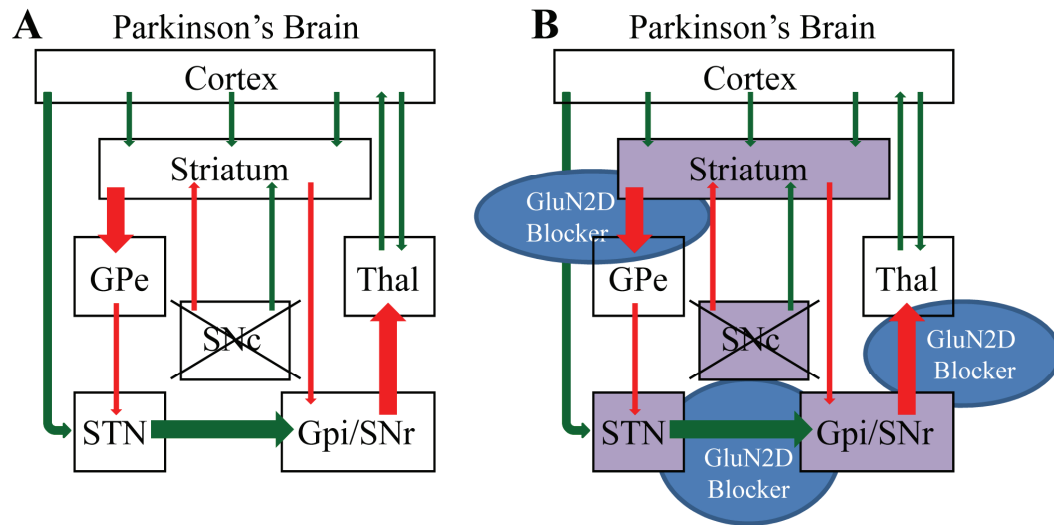 A
Parkinson's Brain
Cortex
Striatum
GPe
Thal
SNc
STN
Gpi/SNr
B
Parkinson's Brain
Cortex
Striatum
GluN2D
Blocker
GPe
Thal
SNc
GluN2D
Blocker
STN
Gpi/SNr
GluN2D
Blocker